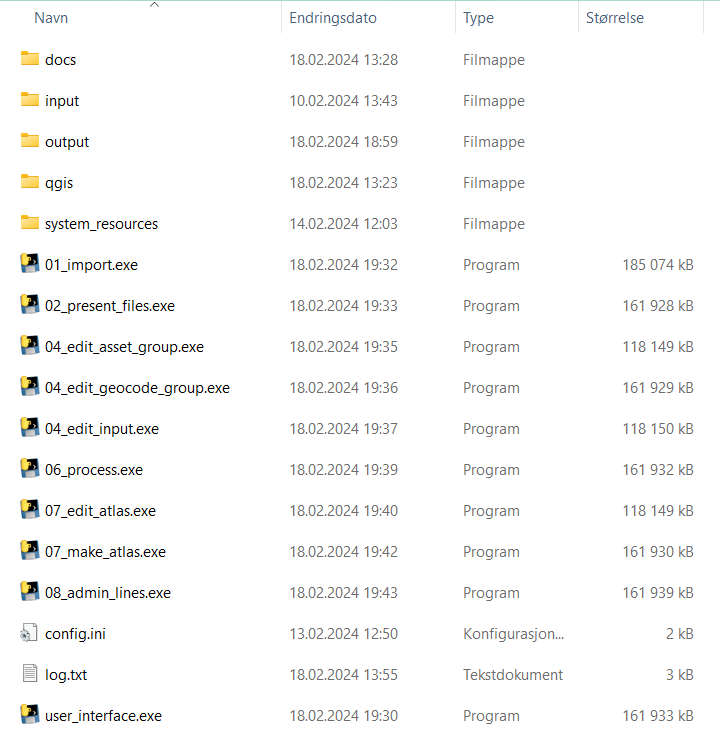 Navn Endringsdato Type Størrelse
docs 18.02.2024 13:28 Filmappe
input 10.02.2024 13:43 Filmappe
output 18.02.2024 18:59 Filmappe
qgis 18.02.2024 13:23 Filmappe
system_resources 14.02.2024 12:03 Filmappe
01_import.exe 18.02.2024 19:32 Program 185 074 kB
02_present_files.exe 18.02.2024 19:33 Program 161 928 kB
04_edit_asset_group.exe 18.02.2024 19:35 Program 118 149 kB
04_edit_geocode_group.exe 18.02.2024 19:36 Program 161 929 kB
04_edit_input.exe 18.02.2024 19:37 Program 118 150 kB
06_process.exe 18.02.2024 19:39 Program 161 932 kB
07_edit_atlas.exe 18.02.2024 19:40 Program 118 149 kB
07_make_atlas.exe 18.02.2024 19:42 Program 161 930 kB
08_admin_lines.exe 18.02.2024 19:43 Program 161 939 kB
config.ini 13.02.2024 12:50 Konfigurasjon... 2 kB
log.txt 18.02.2024 13:55 Tekstdokument 3 kB
user_interface.exe 18.02.2024 19:30 Program 161 933 kB